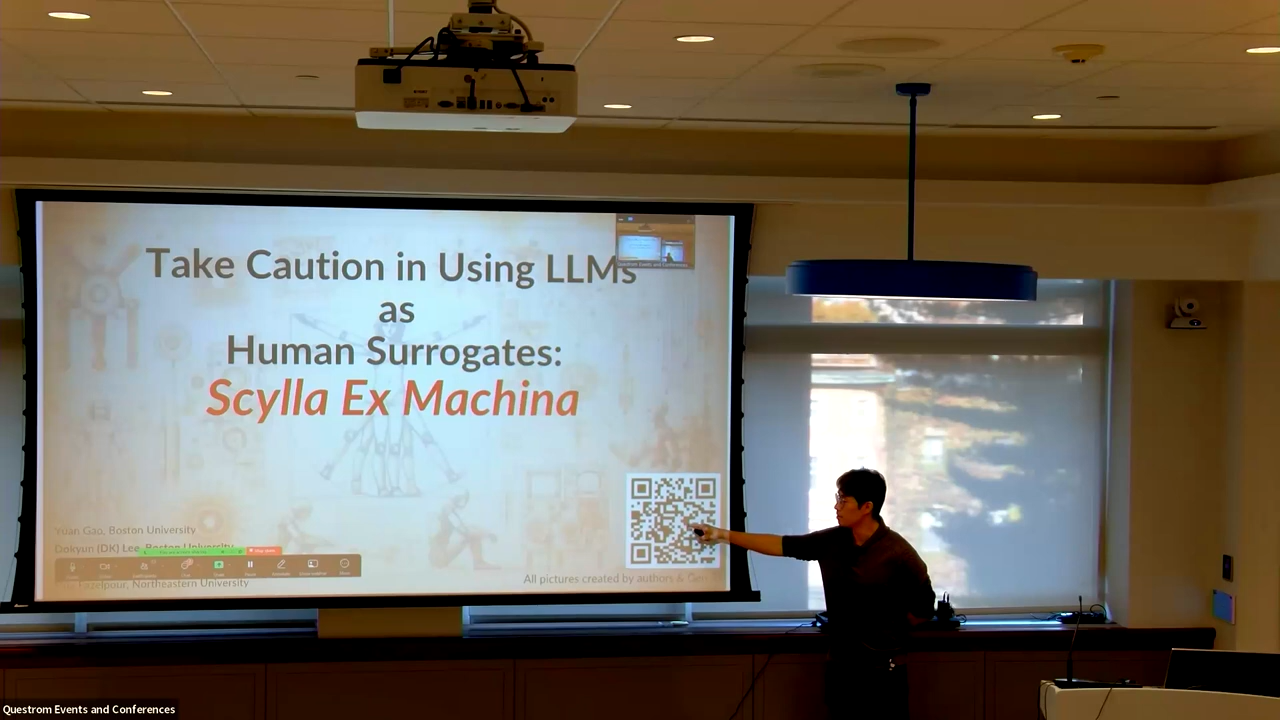 Take Caution in Using LLMs
as
Human Surrogates:
Scylla Ex Machina
Yuan Gao, Boston University
Dokyun (DK) Lee, Boston University
Fazelpour, Northeastern University
All pictures created by authors &
Questrom Events and Conferences